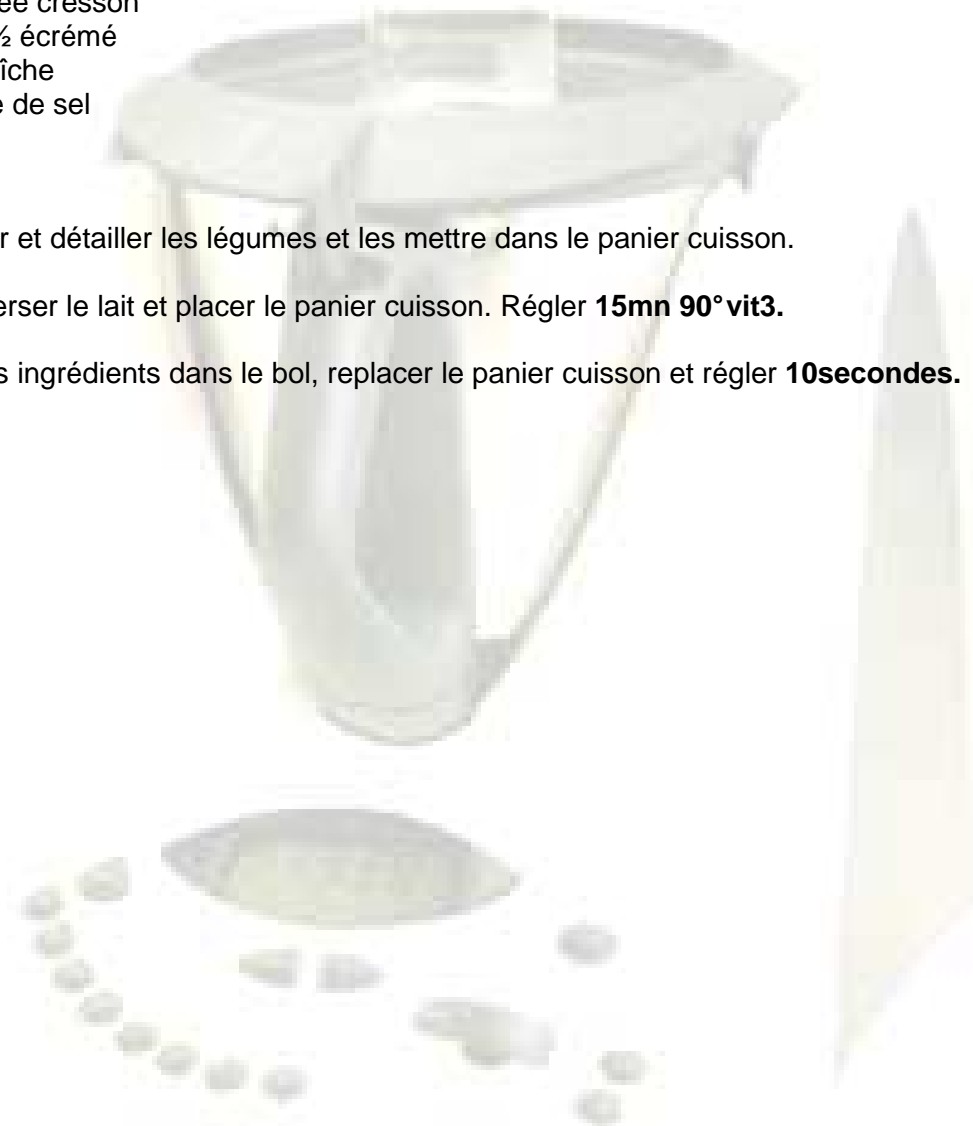 ée cresson
½ écrémé
îche
e de sel
r et détailler les légumes et les mettre dans le panier cuisson.
erser le lait et placer le panier cuisson. Régler 15mn 90° vit3.
s ingrédients dans le bol, replacer le panier cuisson et régler 10secondes.